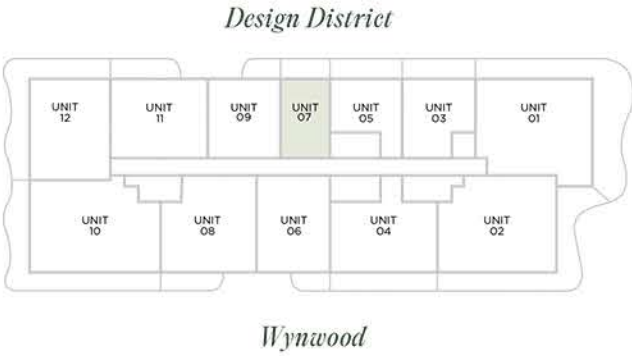 Design District
UNIT
12
UNIT
11
UNIT
09
UNIT
07
UNIT
05
UNIT
03
UNIT
01
UNIT
10
UNIT
08
UNIT
06
UNIT
04
UNIT
02
Wynwood